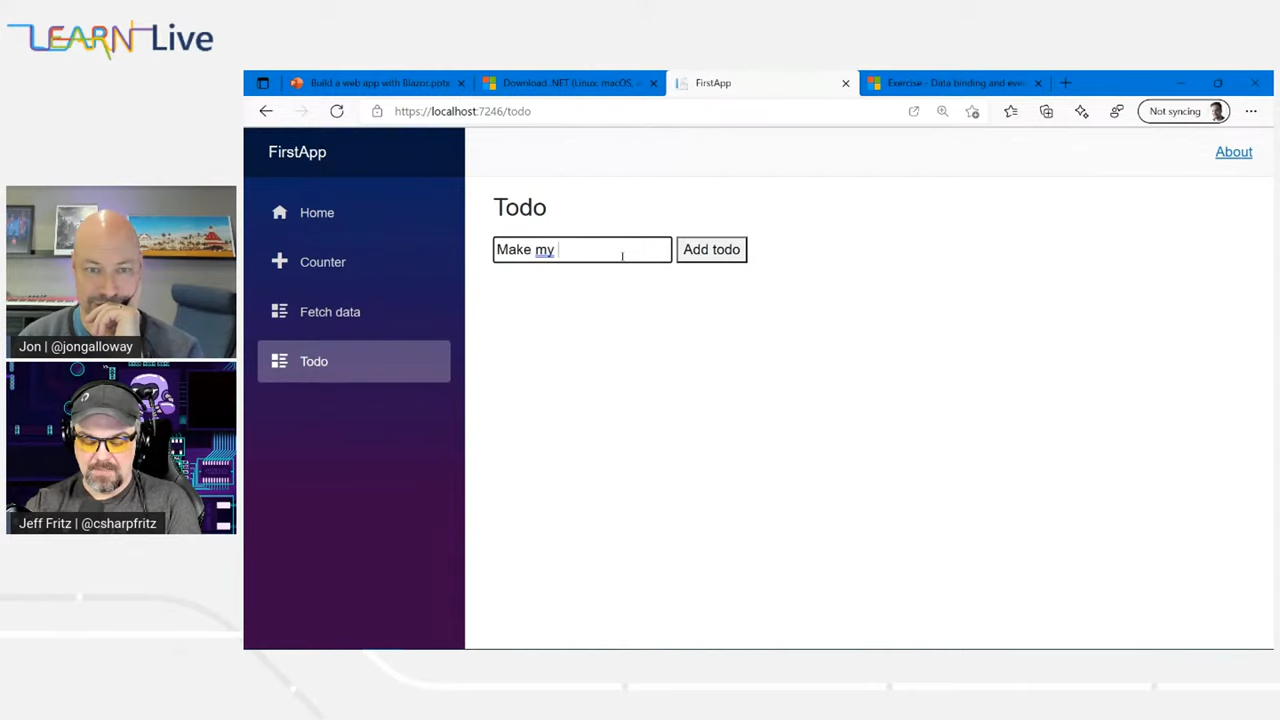 LEARN Live
Build a web app with Blazor.pptx
Download .NET (Linux, macOS,
FirstApp
Exercise - Data binding and eve
https://localhost:7246/todo
Not syncing
FirstApp
About
Home
Counter
Fetch data
Todo
Todo
Make my
Add todo
Jon | @jongalloway
Jeff Fritz | @csharpfritz